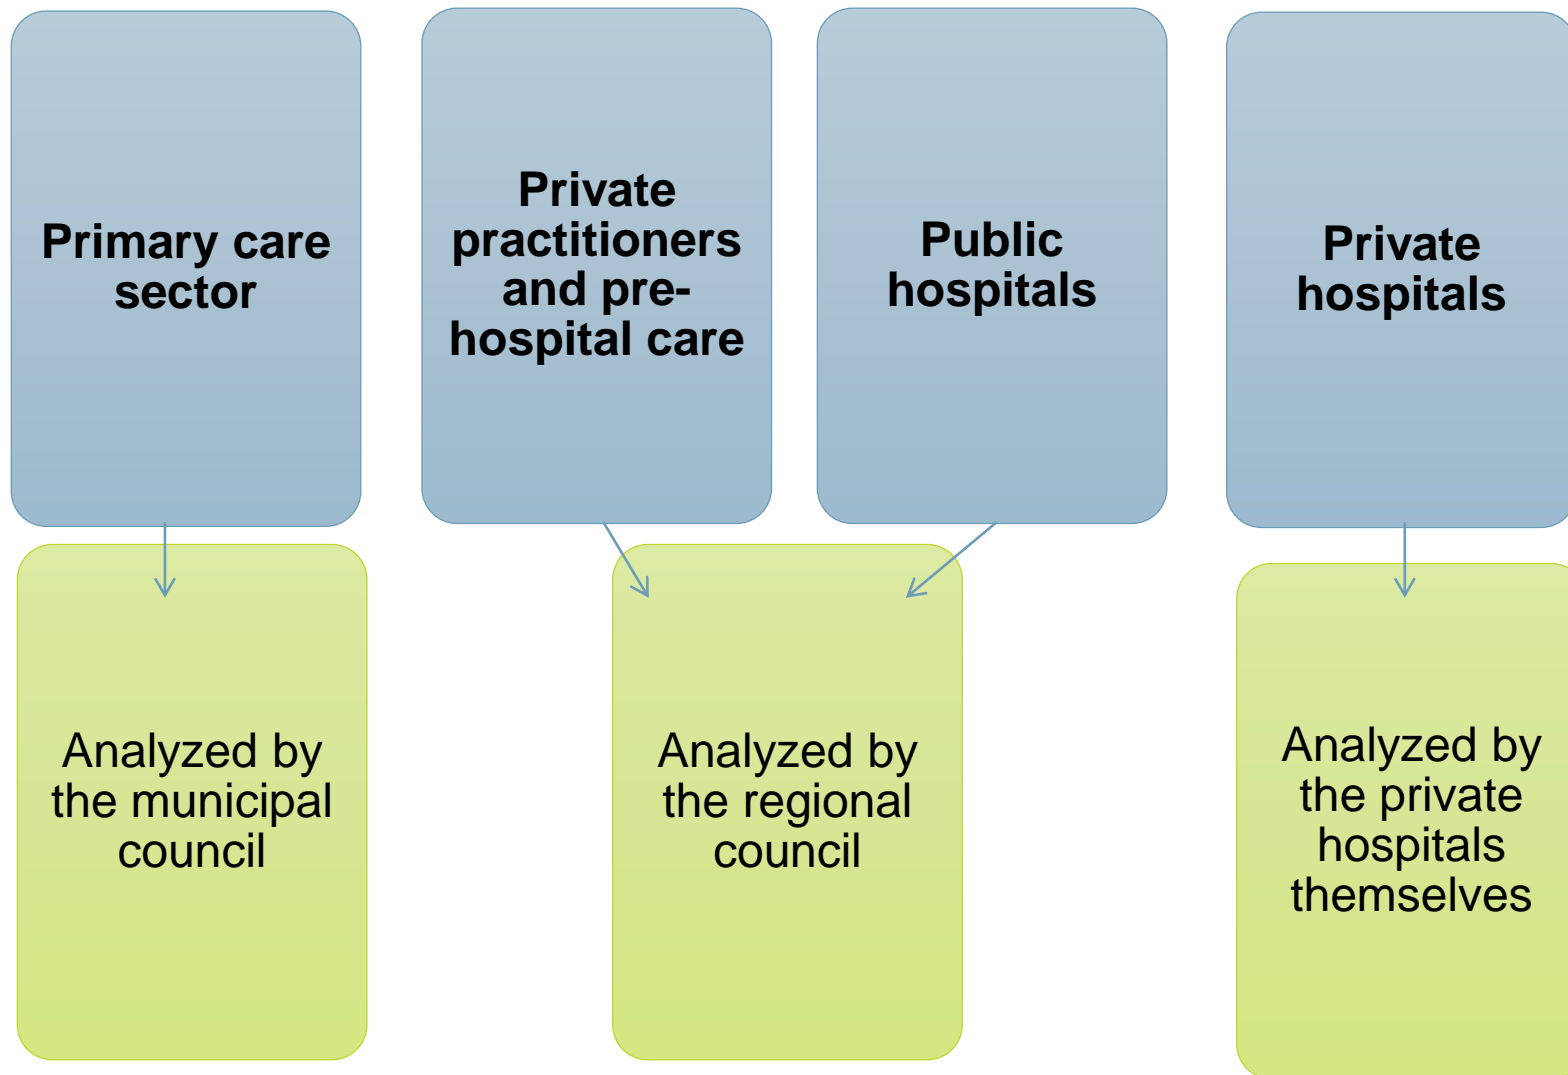 Primary care
sector
Private
practitioners
and pre-
hospital care
Public
hospitals
Private
hospitals
Analyzed by
the municipal
council
Analyzed by
the regional
council
Analyzed by
the private
hospitals
themselves